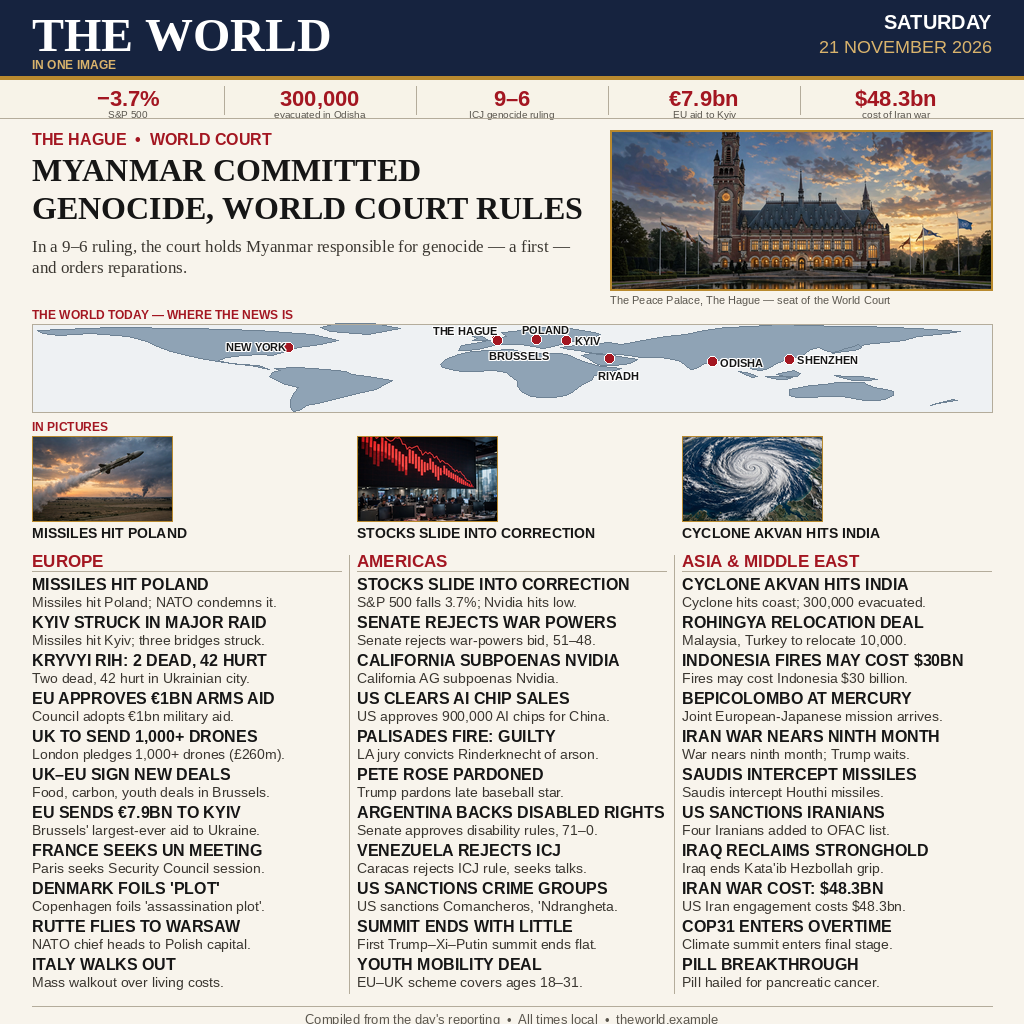 THE WORLD
IN ONE IMAGE
SATURDAY
21 NOVEMBER 2026
−3.7%
S&P 500
300,000
evacuated in Odisha
9–6
ICJ genocide ruling
€7.9bn
EU aid to Kyiv
$48.3bn
cost of Iran war
THE HAGUE • WORLD COURT
MYANMAR COMMITTED
GENOCIDE, WORLD COURT RULES
In a 9–6 ruling, the court holds Myanmar responsible for genocide — a first —
and orders reparations.
The Peace Palace, The Hague — seat of the World Court
THE WORLD TODAY — WHERE THE NEWS IS
NEW YORK
THE HAGUE
POLAND
KYIV
BRUSSELS
RIYADH
ODISHA
SHENZHEN
IN PICTURES
MISSILES HIT POLAND
STOCKS SLIDE INTO CORRECTION
CYCLONE AKVAN HITS INDIA
EUROPE
MISSILES HIT POLAND
Missiles hit Poland; NATO condemns it.
KYIV STRUCK IN MAJOR RAID
Missiles hit Kyiv; three bridges struck.
KRYVYI RIH: 2 DEAD, 42 HURT
Two dead, 42 hurt in Ukrainian city.
EU APPROVES €1BN ARMS AID
Council adopts €1bn military aid.
UK TO SEND 1,000+ DRONES
London pledges 1,000+ drones (£260m).
UK–EU SIGN NEW DEALS
Food, carbon, youth deals in Brussels.
EU SENDS €7.9BN TO KYIV
Brussels' largest-ever aid to Ukraine.
FRANCE SEEKS UN MEETING
Paris seeks Security Council session.
DENMARK FOILS 'PLOT'
Copenhagen foils 'assassination plot'.
RUTTE FLIES TO WARSAW
NATO chief heads to Polish capital.
ITALY WALKS OUT
Mass walkout over living costs.
AMERICAS
STOCKS SLIDE INTO CORRECTION
S&P 500 falls 3.7%; Nvidia hits low.
SENATE REJECTS WAR POWERS
Senate rejects war-powers bid, 51–48.
CALIFORNIA SUBPOENAS NVIDIA
California AG subpoenas Nvidia.
US CLEARS AI CHIP SALES
US approves 900,000 AI chips for China.
PALISADES FIRE: GUILTY
LA jury convicts Rinderknecht of arson.
PETE ROSE PARDONED
Trump pardons late baseball star.
ARGENTINA BACKS DISABLED RIGHTS
Senate approves disability rules, 71–0.
VENEZUELA REJECTS ICJ
Caracas rejects ICJ rule, seeks talks.
US SANCTIONS CRIME GROUPS
US sanctions Comancheros, 'Ndrangheta.
SUMMIT ENDS WITH LITTLE
First Trump–Xi–Putin summit ends flat.
YOUTH MOBILITY DEAL
EU–UK scheme covers ages 18–31.
ASIA & MIDDLE EAST
CYCLONE AKVAN HITS INDIA
Cyclone hits coast; 300,000 evacuated.
ROHINGYA RELOCATION DEAL
Malaysia, Turkey to relocate 10,000.
INDONESIA FIRES MAY COST $30BN
Fires may cost Indonesia $30 billion.
BEPICOLOMBO AT MERCURY
Joint European-Japanese mission arrives.
IRAN WAR NEARS NINTH MONTH
War nears ninth month; Trump waits.
SAUDIS INTERCEPT MISSILES
Saudis intercept Houthi missiles.
US SANCTIONS IRANIANS
Four Iranians added to OFAC list.
IRAQ RECLAIMS STRONGHOLD
Iraq ends Kata'ib Hezbollah grip.
IRAN WAR COST: $48.3BN
US Iran engagement costs $48.3bn.
COP31 ENTERS OVERTIME
Climate summit enters final stage.
PILL BREAKTHROUGH
Pill hailed for pancreatic cancer.
Compiled from the day's reporting • All times local • theworld.example